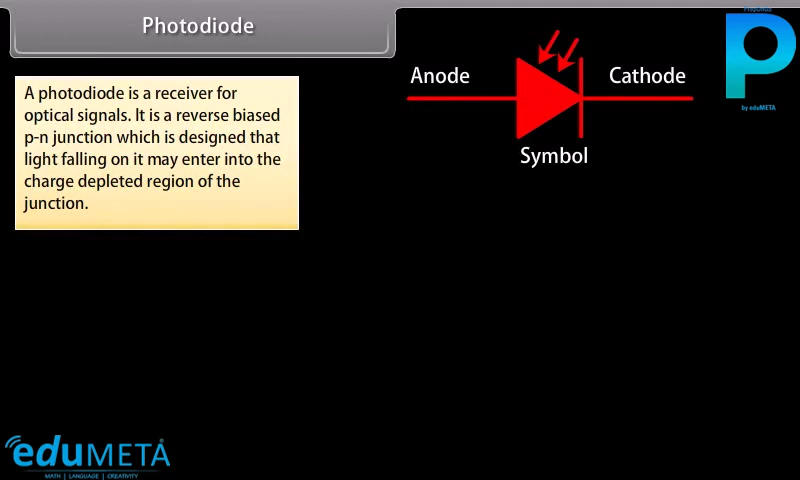 Photodiode
A photodiode is a receiver for
optical signals. It is a reverse biased
p-n junction which is designed that
light falling on it may enter into the
charge depleted region of the
junction.
Anode
Cathode
Symbol
P
by eduMETA
eduMETA
MATH | LANGUAGE | CREATIVITY